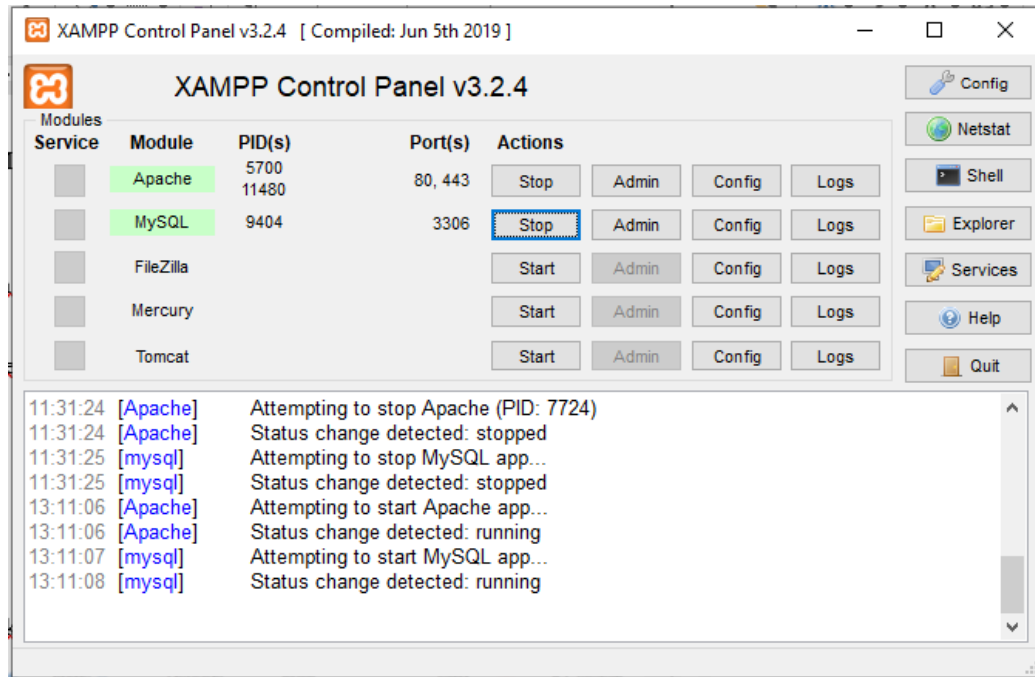 XAMPP Control Panel v3.2.4 [ Compiled: Jun 5th 2019 ]
XAMPP Control Panel v3.2.4
Config
Modules
Service Module PID(s) Port(s) Actions
Netstat
Apache 5700 11480 80, 443 Stop Admin Config Logs
Shell
MySQL 9404 3306 Stop Admin Config Logs
Explorer
FileZilla Start Admin Config Logs
Services
Mercury Start Admin Config Logs
Help
Tomcat Start Admin Config Logs
Quit
11:31:24 [Apache] Attempting to stop Apache (PID: 7724)
11:31:24 [Apache] Status change detected: stopped
11:31:25 [mysql] Attempting to stop MySQL app...
11:31:25 [mysql] Status change detected: stopped
13:11:06 [Apache] Attempting to start Apache app...
13:11:06 [Apache] Status change detected: running
13:11:07 [mysql] Attempting to start MySQL app...
13:11:08 [mysql] Status change detected: running